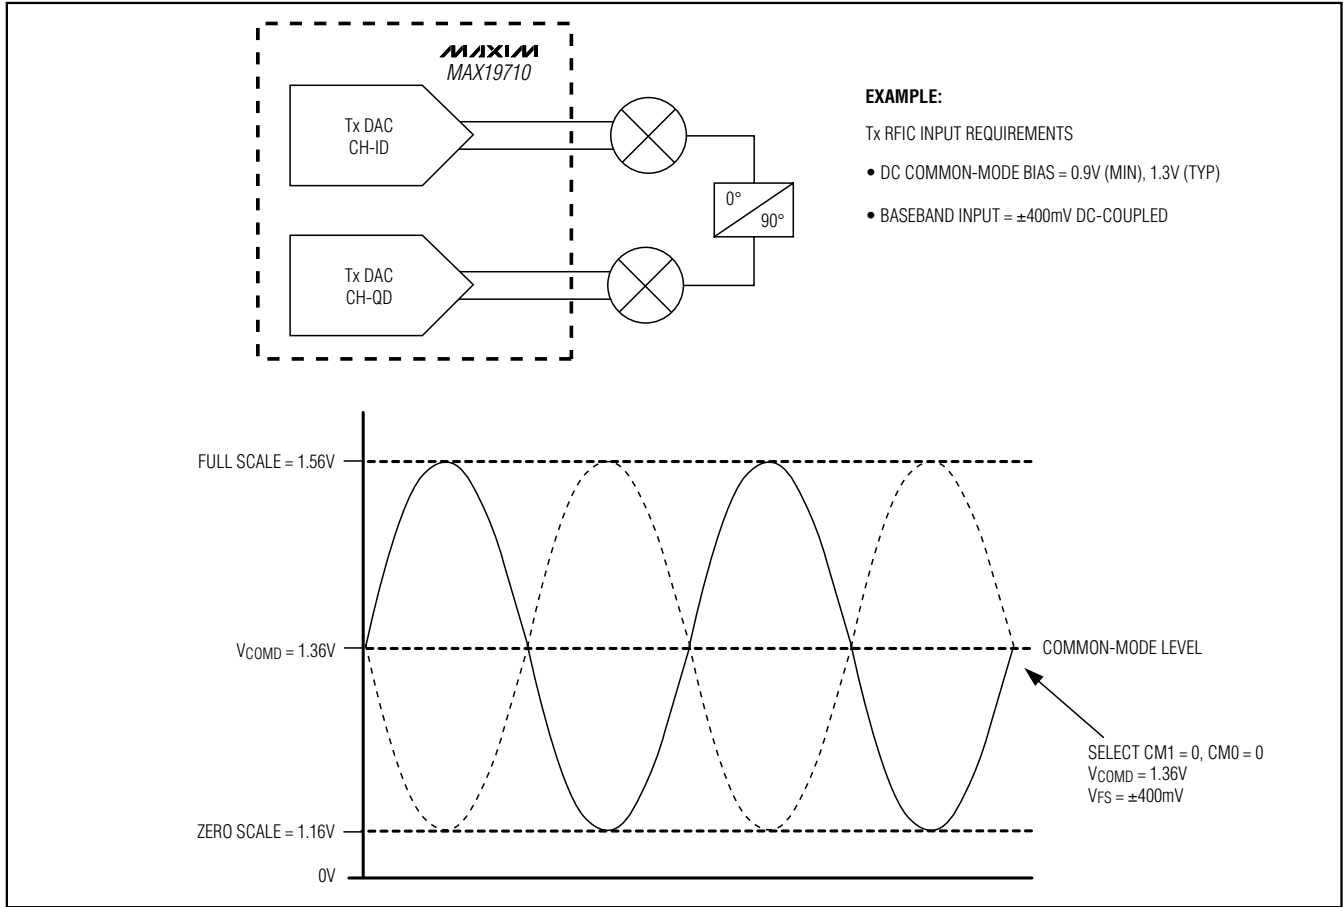 MAXIM
MAX19710
Tx DAC
CH-ID
Tx DAC
CH-QD
0°
90°
EXAMPLE:
Tx RFIC INPUT REQUIREMENTS
• DC COMMON-MODE BIAS = 0.9V (MIN), 1.3V (TYP)
• BASEBAND INPUT = ±400mV DC-COUPLED
FULL SCALE = 1.56V
VCOMD = 1.36V
COMMON-MODE LEVEL
SELECT CM1 = 0, CM0 = 0
VCOMD = 1.36V
VFS = ±400mV
ZERO SCALE = 1.16V
0V